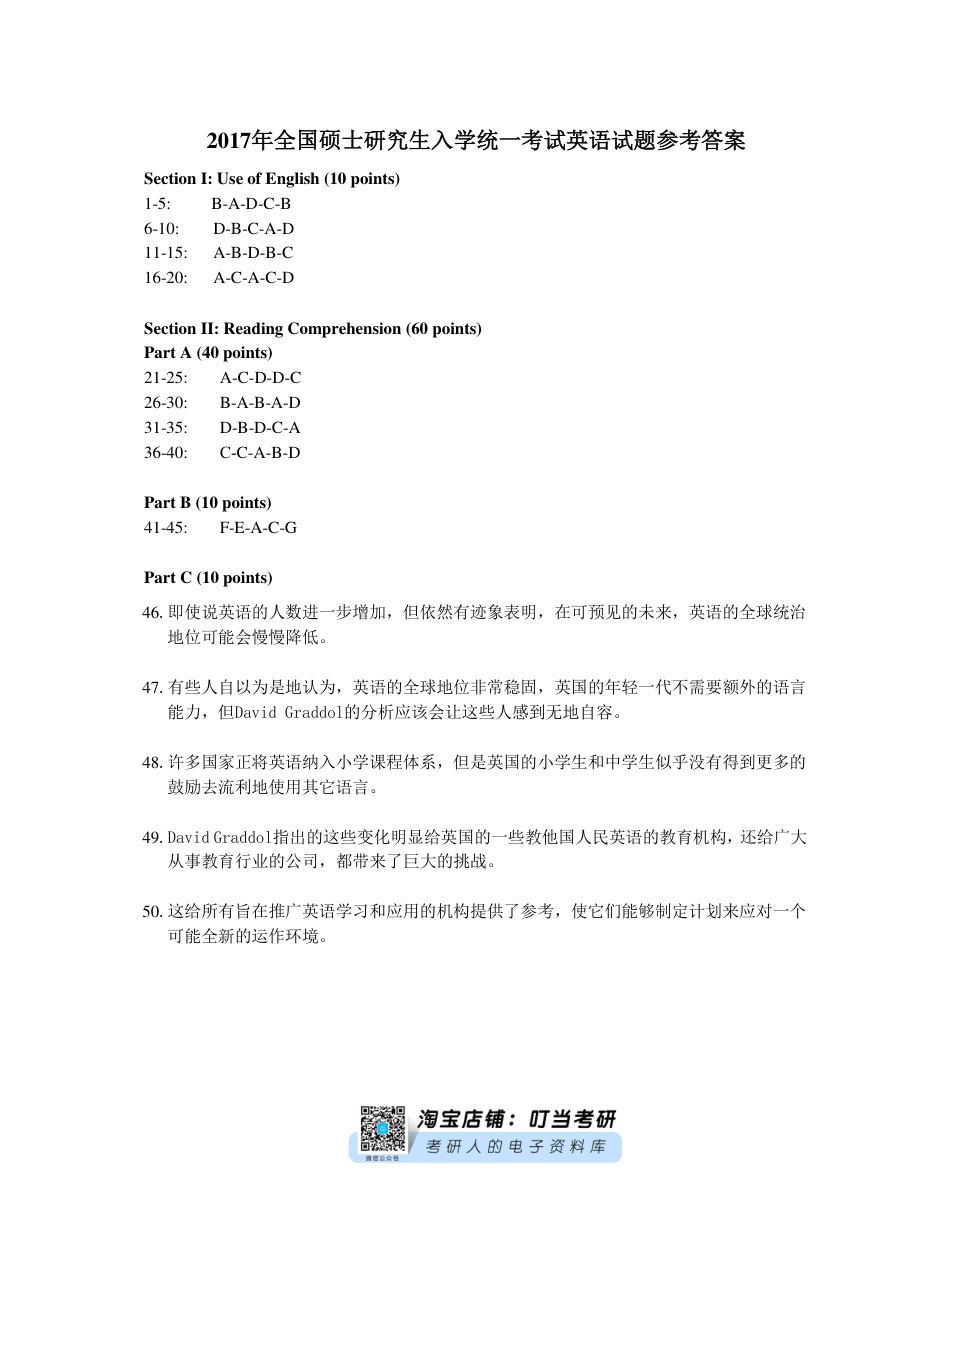 2017年全国硕士研究生入学统一考试英语试题参考答案
Section I: Use of English (10 points)
1-5: B-A-D-C-B
6-10: D-B-C-A-D
11-15: A-B-D-B-C
16-20: A-C-A-C-D
Section II: Reading Comprehension (60 points)
Part A (40 points)
21-25: A-C-D-D-C
26-30: B-A-B-A-D
31-35: D-B-D-C-A
36-40: C-C-A-B-D
Part B (10 points)
41-45: F-E-A-C-G
Part C (10 points)
46. 即使说英语的人数进一步增加，但依然有迹象表明，在可预见的未来，英语的全球统治
地位可能会慢慢降低。
47. 有些人自以为是地认为，英语的全球地位非常稳固，英国的年轻一代不需要额外的语言
能力，但David Graddol的分析应该会让这些人感到无地自容。
48. 许多国家正将英语纳入小学课程体系，但是英国的小学生和中学生似乎没有得到更多的
鼓励去流利地使用其它语言。
49. David Graddol指出的这些变化明显给英国的一些教他国人民英语的教育机构，还给广大
从事教育行业的公司，都带来了巨大的挑战。
50. 这给所有旨在推广英语学习和应用的机构提供了参考，使它们能够制定计划来应对一个
可能全新的运作环境。
淘宝店铺：叮当考研
考研人的电子资料库
微信公众号